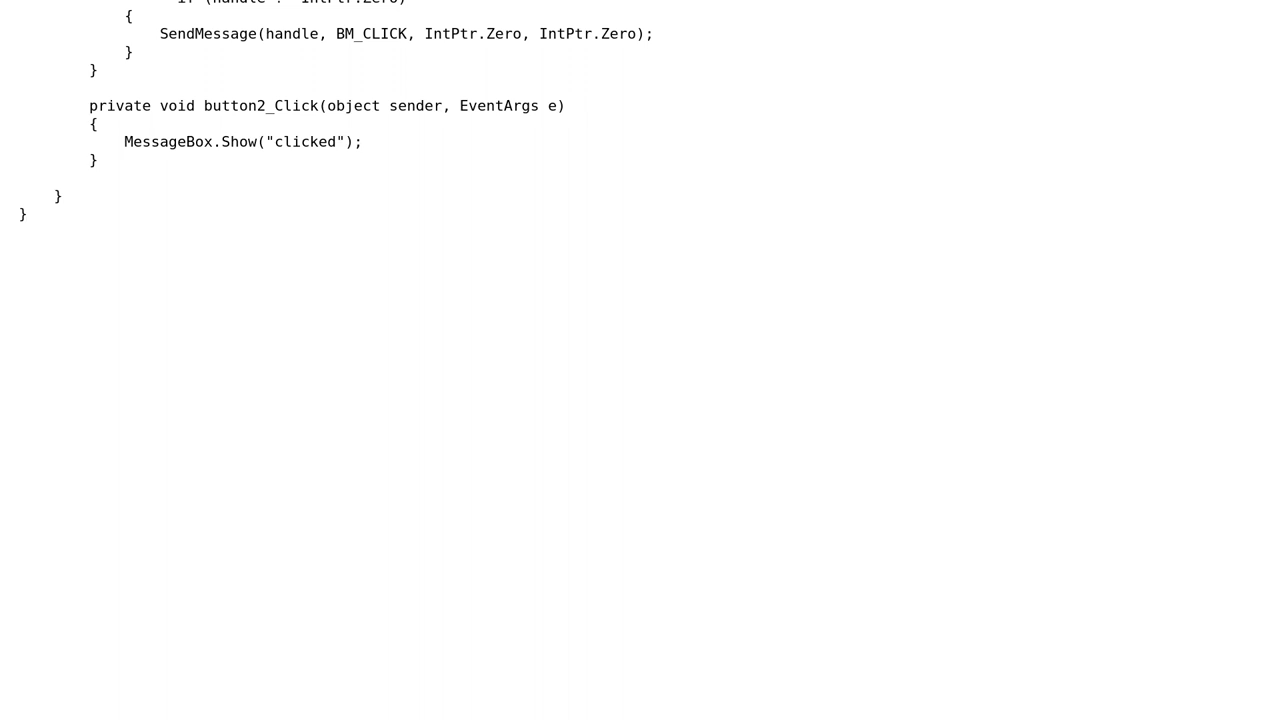 {
SendMessage(handle, BM_CLICK, IntPtr.Zero, IntPtr.Zero);
}
}
private void button2_Click(object sender, EventArgs e)
{
MessageBox.Show("clicked");
}
}
}